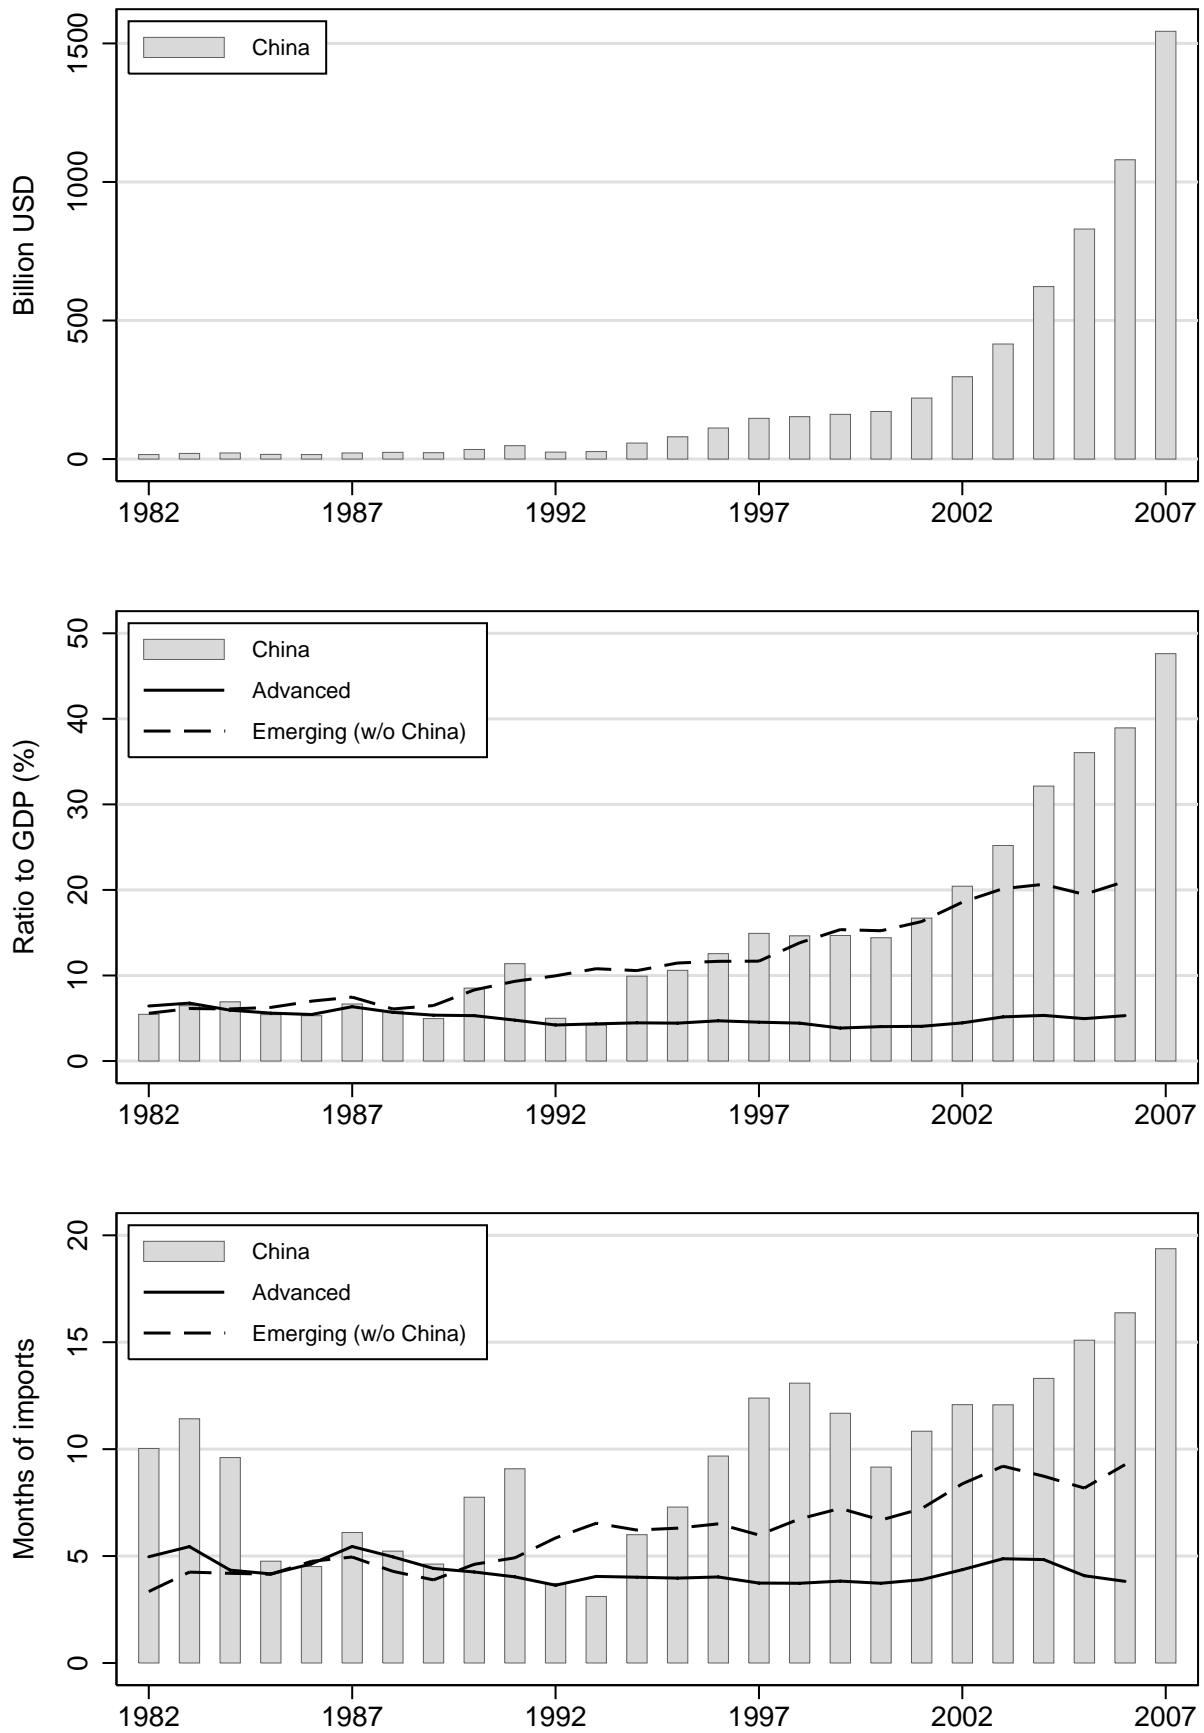 China
Billion USD
1500
1000
500
0
1982 1987 1992 1997 2002 2007
China
Advanced
Emerging (w/o China)
Ratio to GDP (%)
50
40
30
20
10
0
1982 1987 1992 1997 2002 2007
China
Advanced
Emerging (w/o China)
Months of imports
20
15
10
5
0
1982 1987 1992 1997 2002 2007